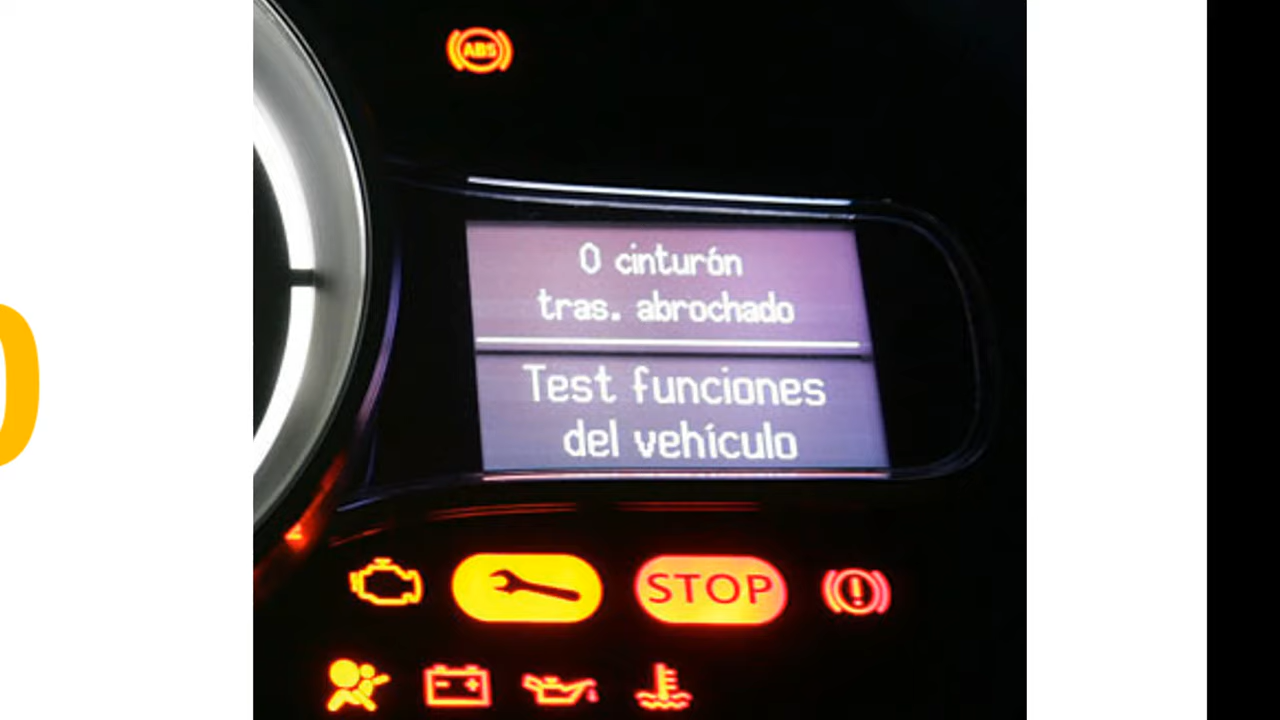 ABS
0 cinturón
tras. abrochado
Test funciones
del vehículo
STOP